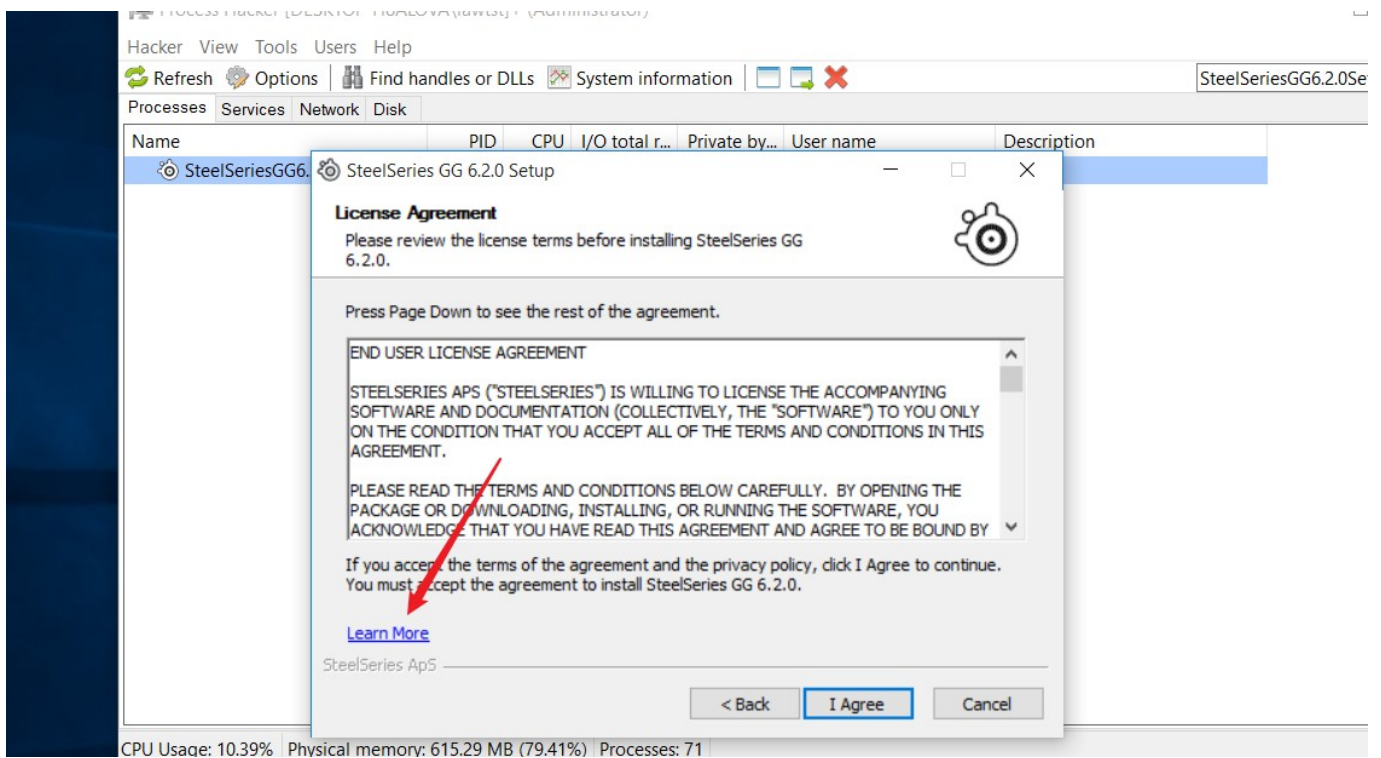 Hacker View Tools Users Help
Refresh Options Find handles or DLLs System information SteelSeriesGG6.2.0Se
Processes Services Network Disk
Name PID CPU I/O total r... Private by... User name Description
SteelSeriesGG6.
SteelSeries GG 6.2.0 Setup
License Agreement
Please review the license terms before installing SteelSeries GG
6.2.0.
Press Page Down to see the rest of the agreement.
END USER LICENSE AGREEMENT
STEELSERIES APS ("STEELSERIES") IS WILLING TO LICENSE THE ACCOMPANYING
SOFTWARE AND DOCUMENTATION (COLLECTIVELY, THE "SOFTWARE") TO YOU ONLY
ON THE CONDITION THAT YOU ACCEPT ALL OF THE TERMS AND CONDITIONS IN THIS
AGREEMENT.
PLEASE READ THE TERMS AND CONDITIONS BELOW CAREFULLY. BY OPENING THE
PACKAGE OR DOWNLOADING, INSTALLING, OR RUNNING THE SOFTWARE, YOU
ACKNOWLEDGE THAT YOU HAVE READ THIS AGREEMENT AND AGREE TO BE BOUND BY
If you accept the terms of the agreement and the privacy policy, click I Agree to continue.
You must accept the agreement to install SteelSeries GG 6.2.0.
Learn More
SteelSeries ApS
< Back I Agree Cancel
CPU Usage: 10.39% Physical memory: 615.29 MB (79.41%) Processes: 71